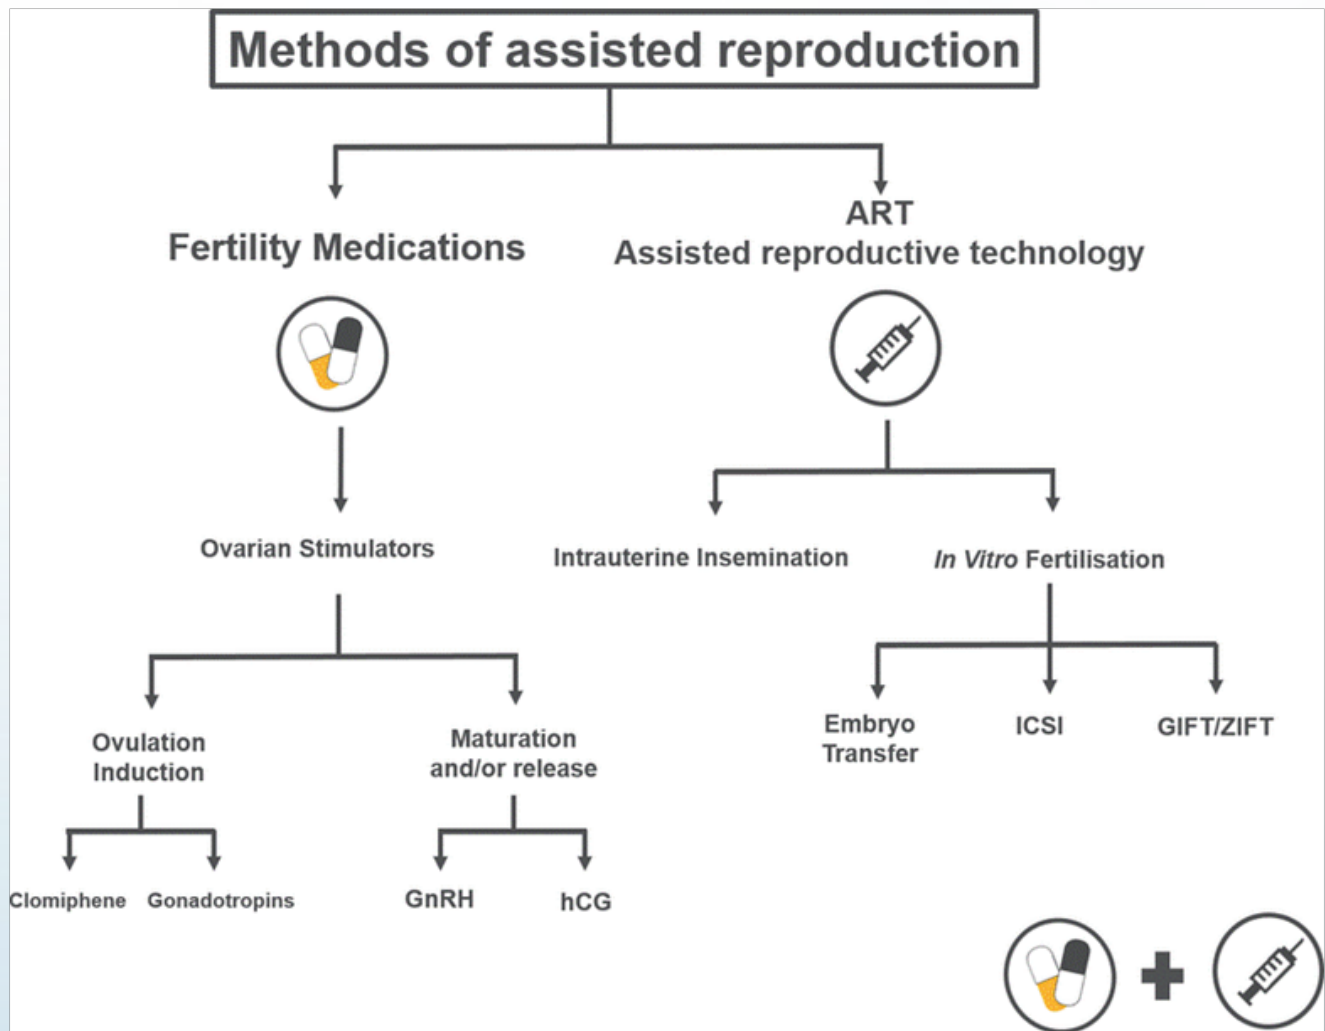 Methods of assisted reproduction
Fertility Medications
ART
Assisted reproductive technology
Ovarian Stimulators
Intrauterine Insemination
In Vitro Fertilisation
Ovulation
Induction
Maturation
and/or release
Embryo
Transfer
ICSI
GIFT/ZIFT
Clomiphene
Gonadotropins
GnRH
hCG